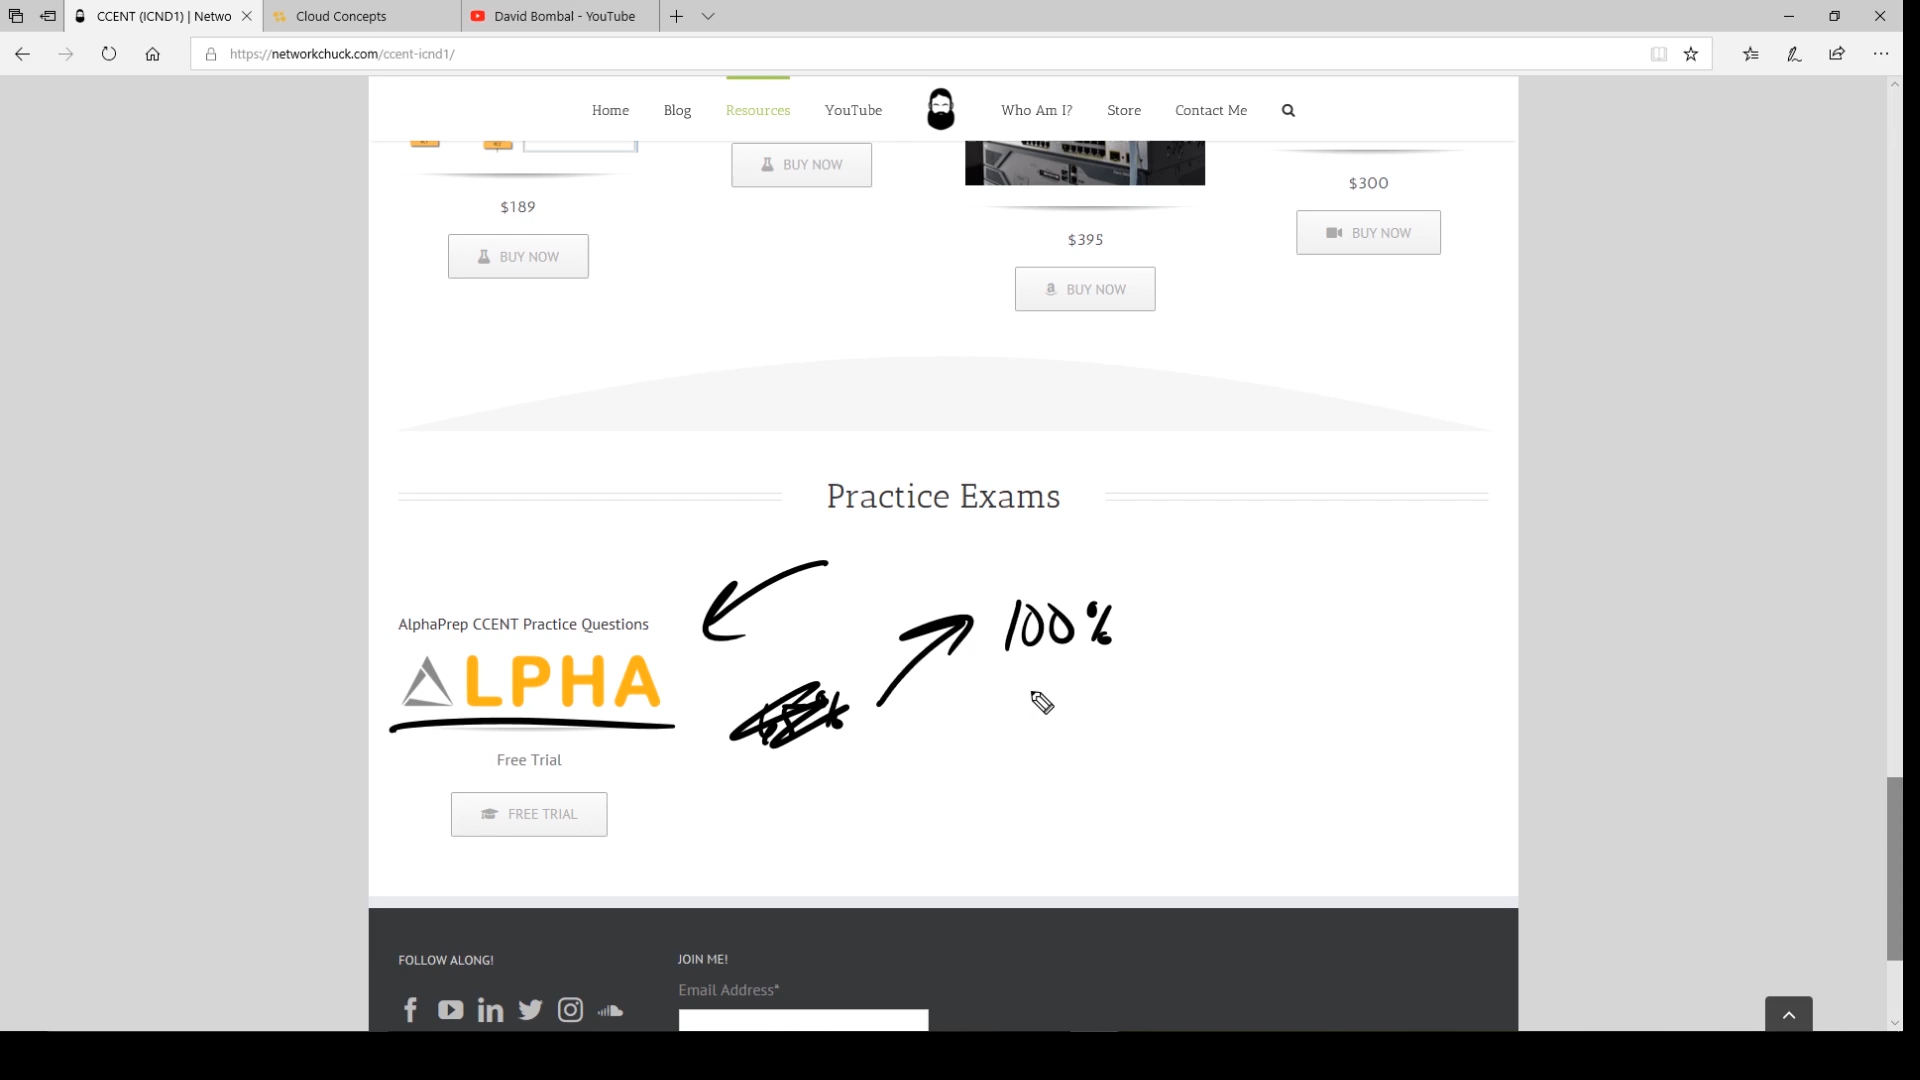 CCENT (ICND1) | Netwo
Cloud Concepts
David Bombal - YouTube
https://networkchuck.com/ccent-icnd1/
Home
Blog
Resources
YouTube
Who Am I?
Store
Contact Me
BUY NOW
$300
$189
BUY NOW
$395
BUY NOW
BUY NOW
Practice Exams
100%
AlphaPrep CCENT Practice Questions
ALPHA
Free Trial
FREE TRIAL
FOLLOW ALONG!
JOIN ME!
Email Address*